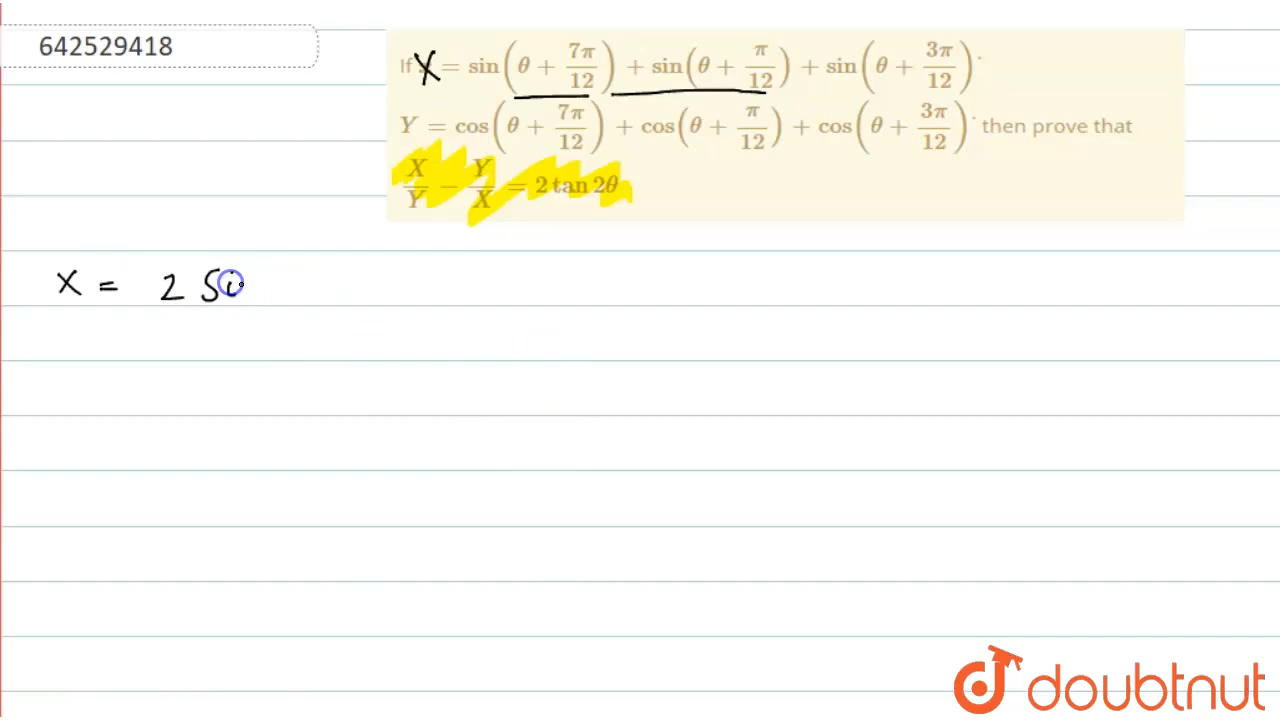 642529418
If X = sin(θ + 7π/12) + sin(θ + π/12) + sin(θ + 3π/12)˙
Y = cos(θ + 7π/12) + cos(θ + π/12) + cos(θ + 3π/12)˙ then prove that
X/Y − Y/X = 2 tan 2θ
X = 2 Si
doubtnut